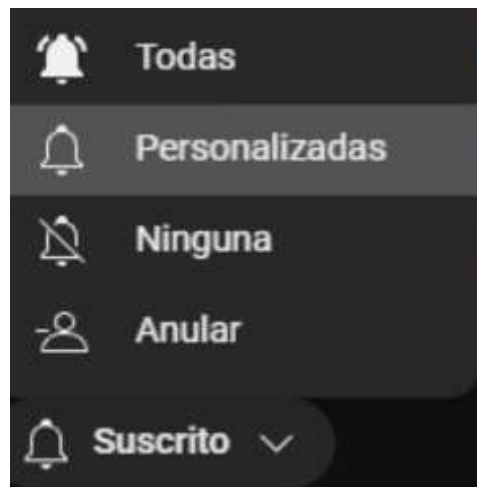 Todas
Personalizadas
Ninguna
Anular
Suscrito